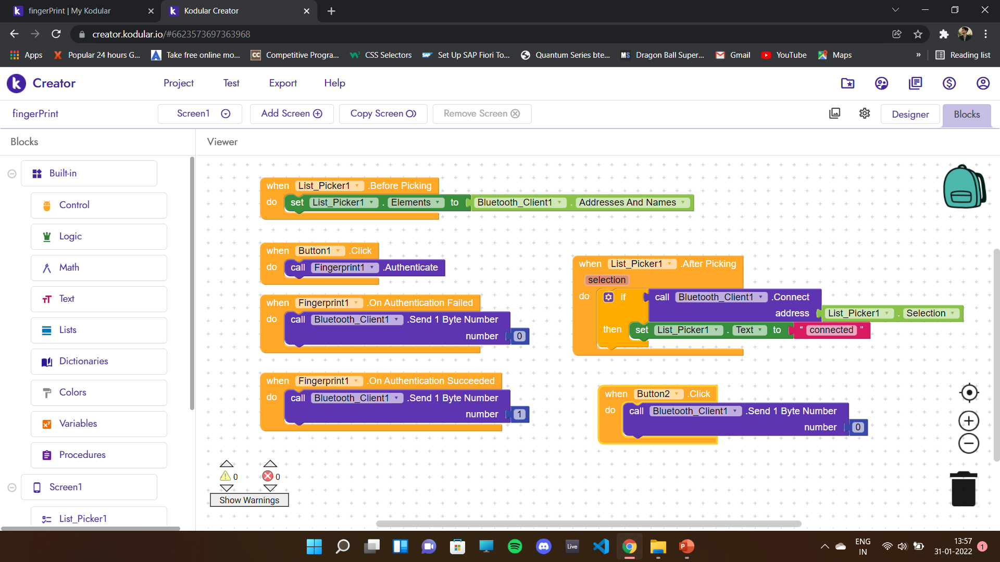 fingerPrint | My Kodular
Kodular Creator
creator.kodular.io/#6623573697363968
Apps
Popular 24 hours G...
Take free online mo...
CC
Competitive Progra...
CSS Selectors
SAP
Set Up SAP Fiori To...
Quantum Series bte...
MS
Dragon Ball Super...
Gmail
YouTube
Maps
»
Reading list
k Creator
Project
Test
Export
Help
fingerPrint
Screen1
Add Screen
Copy Screen
Remove Screen
Designer
Blocks
Blocks
Viewer
Built-in
Control
Logic
Math
Text
Lists
Dictionaries
Colors
Variables
Procedures
Screen1
List_Picker1
when List_Picker1 .Before Picking
do set List_Picker1 . Elements to Bluetooth_Client1 . Addresses And Names
when Button1 .Click
do call Fingerprint1 .Authenticate
when Fingerprint1 .On Authentication Failed
do call Bluetooth_Client1 .Send 1 Byte Number
number 0
when Fingerprint1 .On Authentication Succeeded
do call Bluetooth_Client1 .Send 1 Byte Number
number 1
when List_Picker1 .After Picking
selection
do if call Bluetooth_Client1 .Connect
address List_Picker1 . Selection
then set List_Picker1 . Text to “ connected ”
when Button2 .Click
do call Bluetooth_Client1 .Send 1 Byte Number
number 0
0
0
Show Warnings
Live
P
ENG
IN
13:57
31-01-2022
1